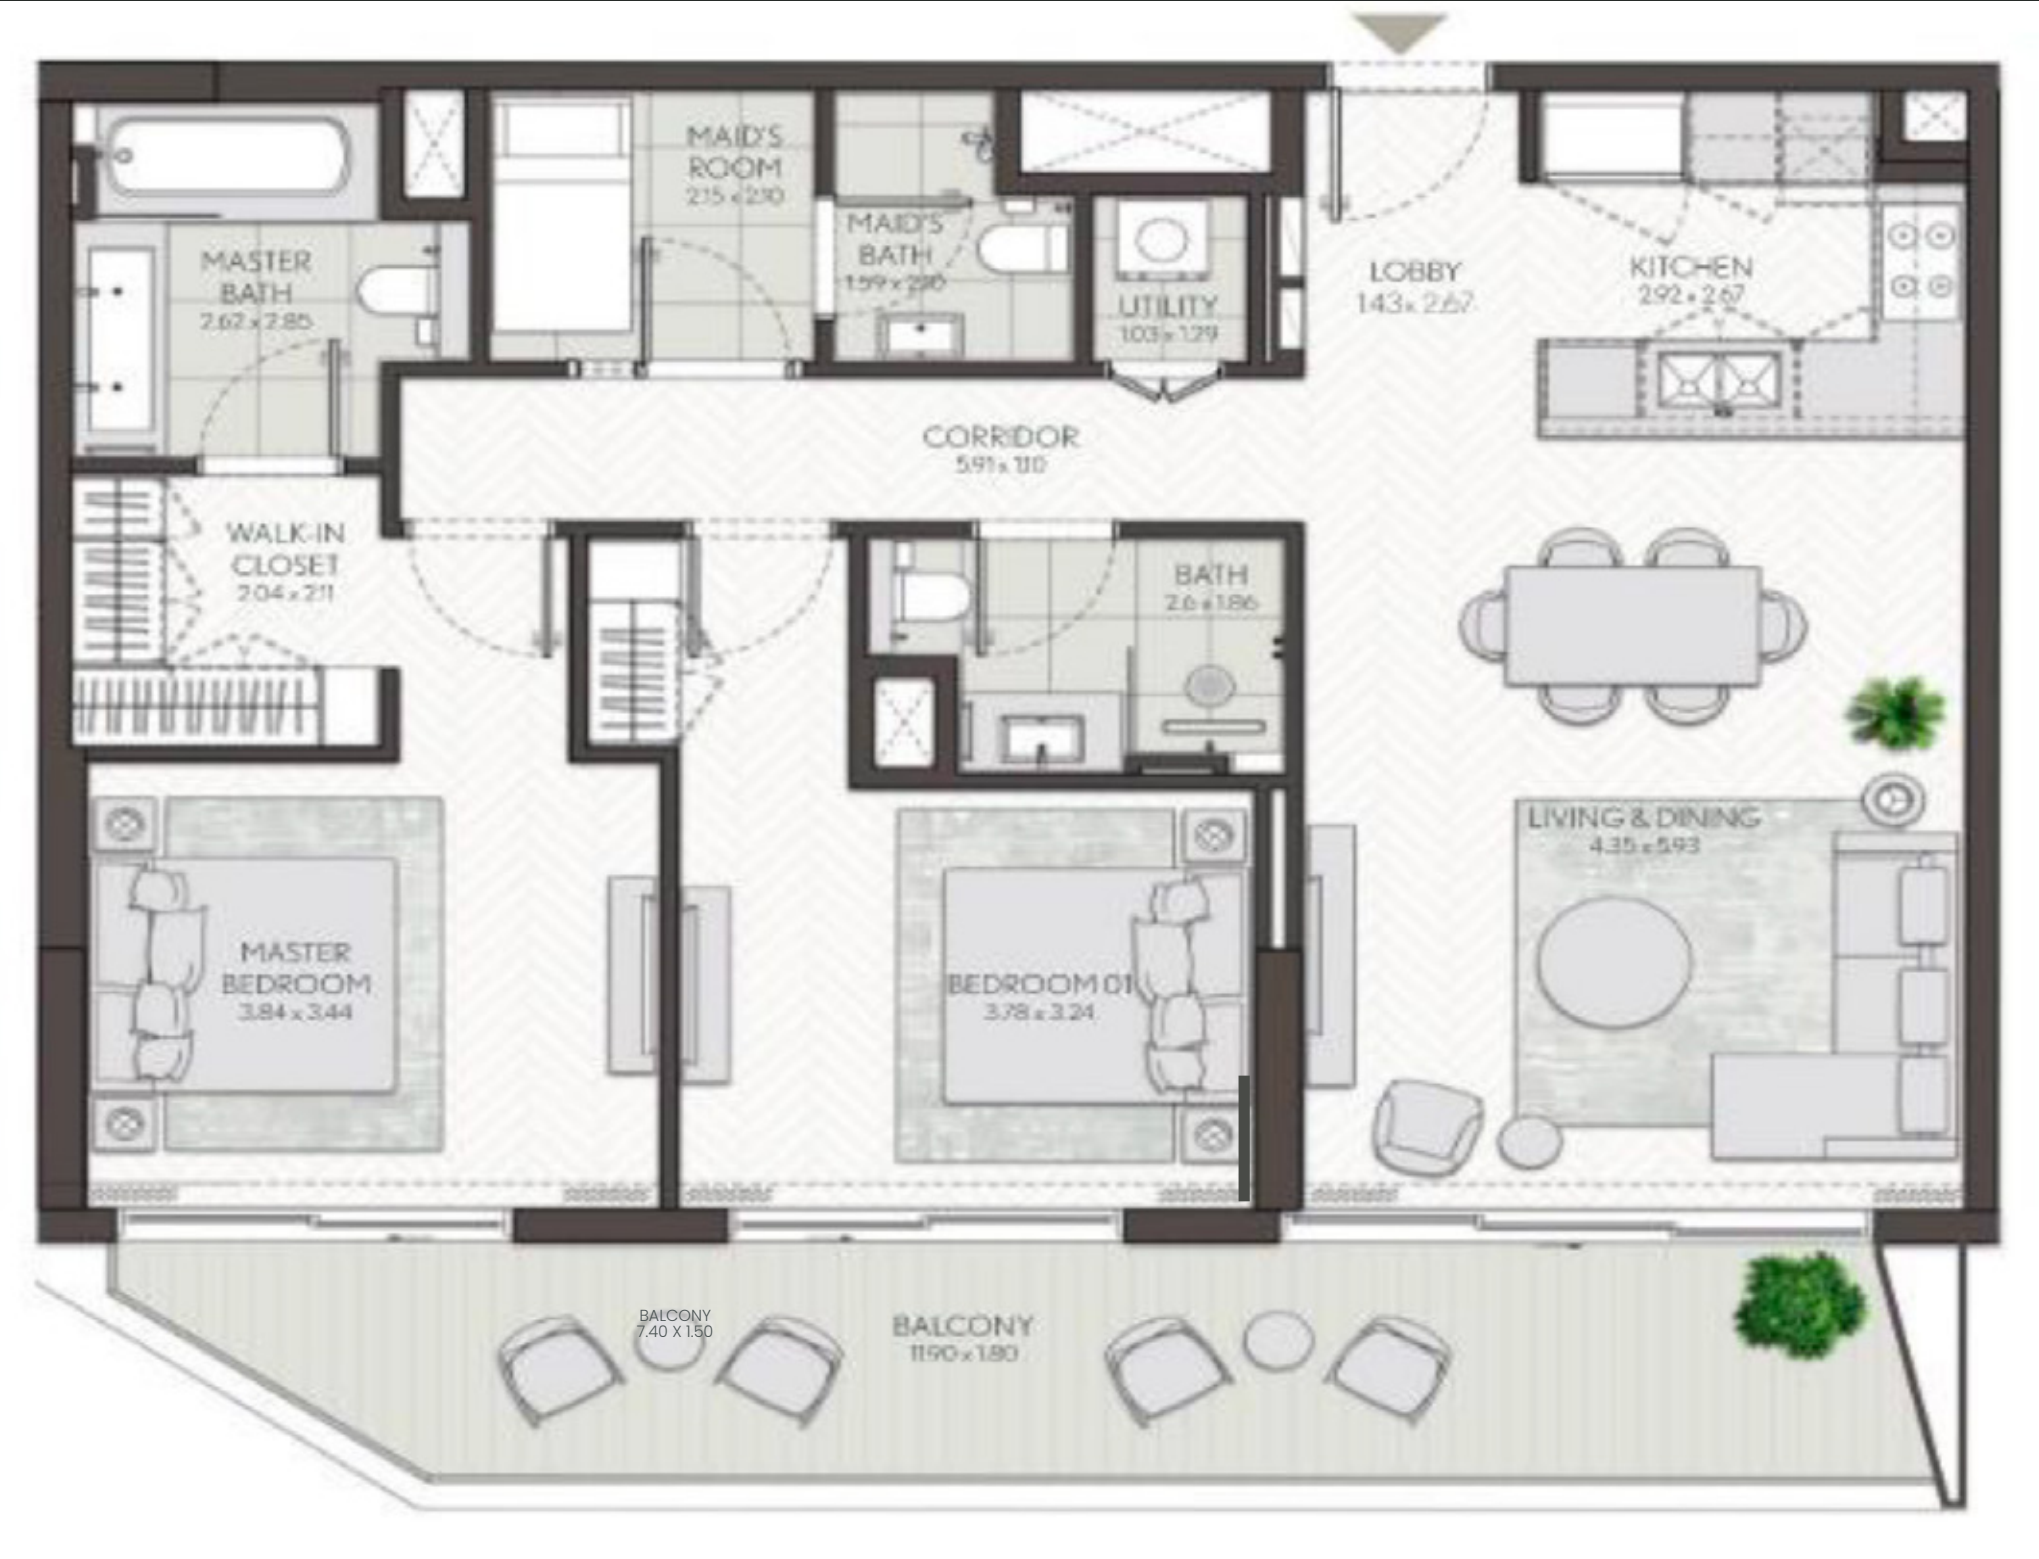 MAID'S
ROOM
2.15 x 2.10
MAID'S
BATH
1.59 x 2.10
MASTER
BATH
2.62 x 2.85
UTILITY
1.03 x 1.29
LOBBY
1.43 x 2.67
KITCHEN
2.92 x 2.67
CORRIDOR
5.91 x 1.10
WALK-IN
CLOSET
2.04 x 2.11
BATH
2.6 x 1.86
LIVING & DINING
4.35 x 5.93
MASTER
BEDROOM
3.84 x 3.44
BEDROOM 01
3.78 x 3.24
BALCONY
7.40 X 1.50
BALCONY
11.90 x 1.80